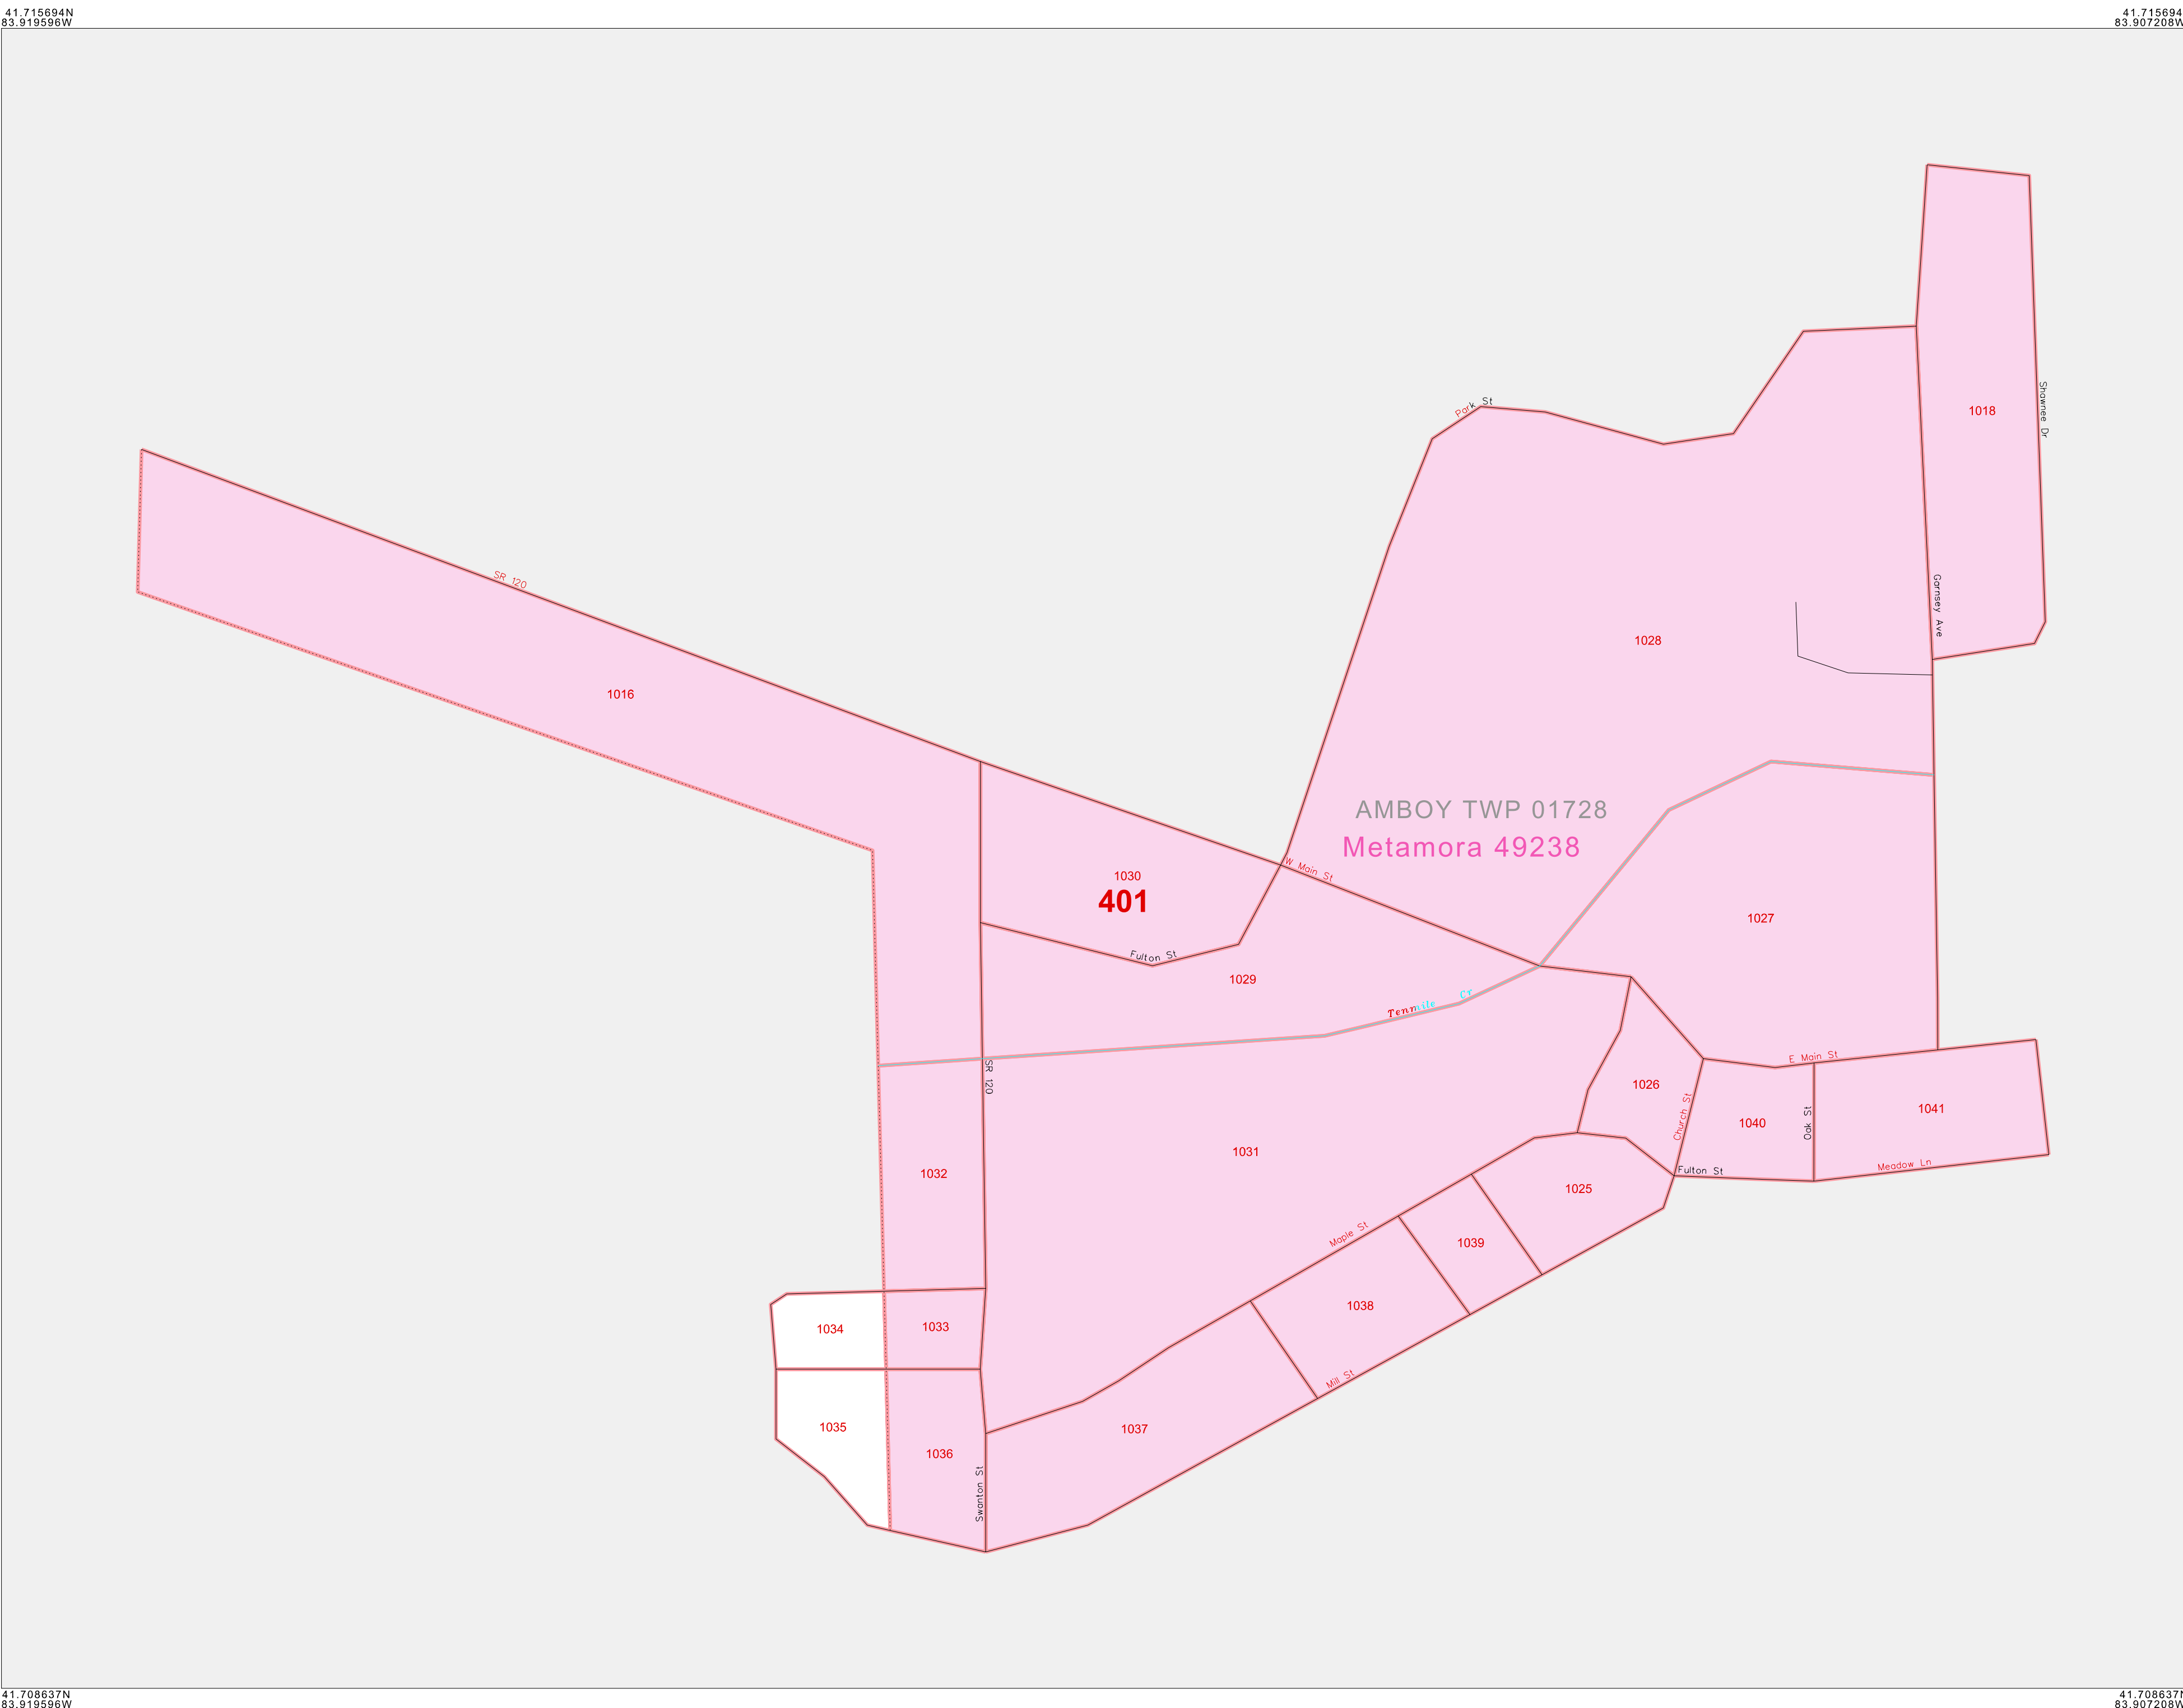 41.715694N
83.919596W
41.715694
83.907208W
Park St
Shawnee Dr
1018
SR 120
Garnsey Ave
1028
1016
AMBOY TWP 01728
Metamora 49238
W Main St
1030
401
1027
Fulton St
1029
Tenmile Cr
SR 120
E Main St
1026
Church St
1040
Oak St
1041
1031
1032
Fulton St
Meadow Ln
1025
Maple St
1039
1038
1034
1033
Mill St
1035
1037
1036
Swanton St
41.708637N
83.919596W
41.708637N
83.907208W